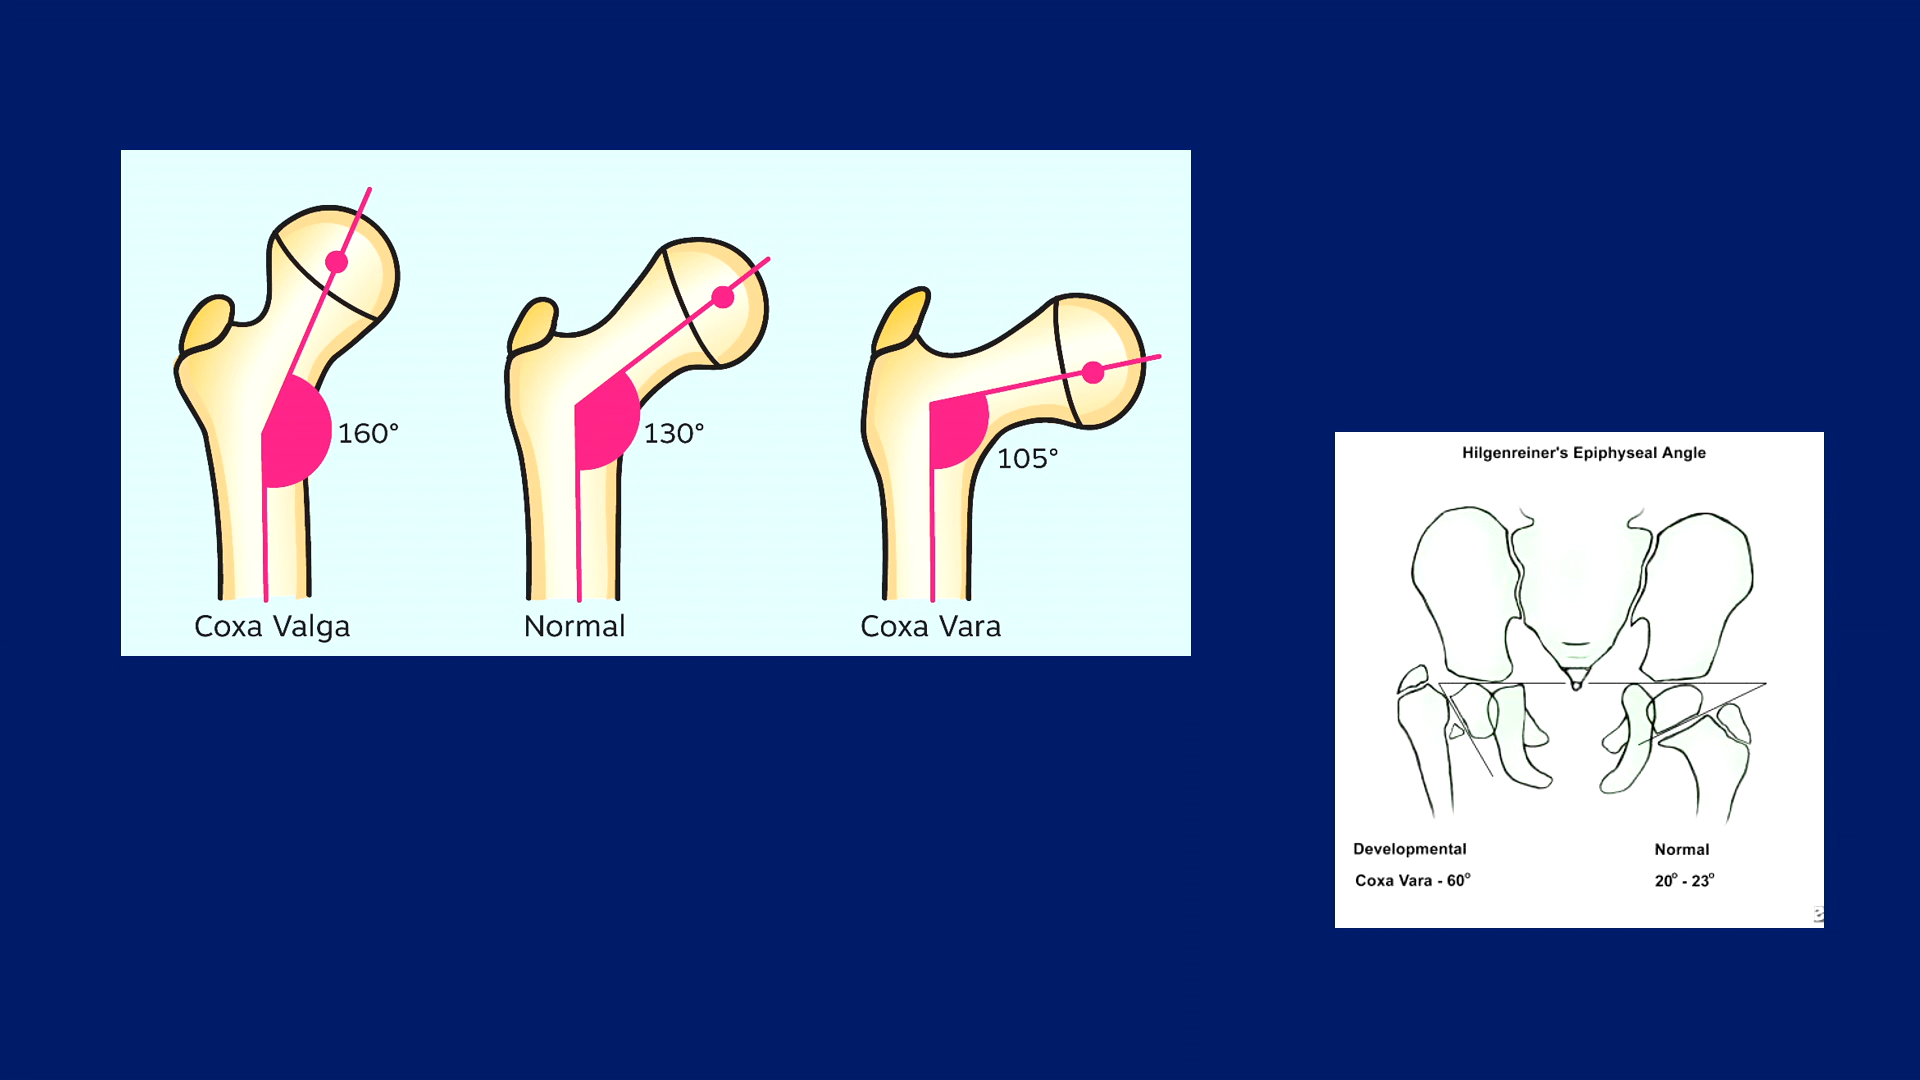 160°
130°
105°
Coxa Valga
Normal
Coxa Vara
Hilgenreiner's Epiphyseal Angle
Developmental
Normal
Coxa Vara - 60°
20° - 23°